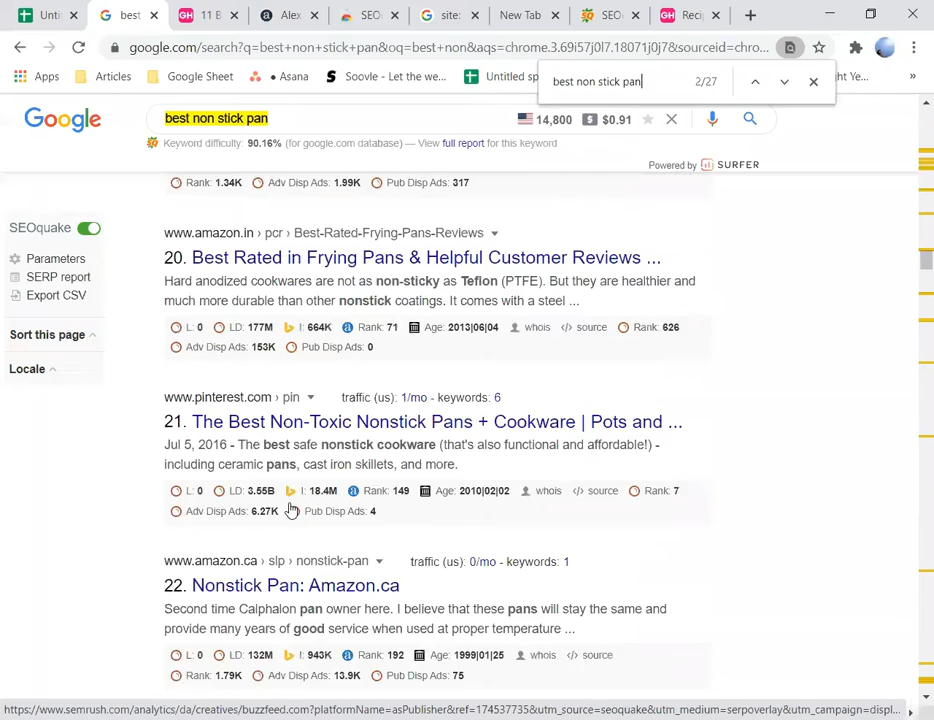 Unti
best
11 B
Alex
SEO
site:
New Tab
SEO
Recip
google.com/search?q=best+non+stick+pan&oq=best+non&aqs=chrome.3.69i57j0l7.18071j0j7&sourceid=chro...
Apps
Articles
Google Sheet
Asana
Soovle - Let the we...
Untitled sp
ht Ye...
»
best non stick pan
2/27
Google
best non stick pan
14,800
$0.91
Keyword difficulty: 90.16% (for google.com database) — View full report for this keyword
Powered by SURFER
Rank: 1.34K Adv Disp Ads: 1.99K Pub Disp Ads: 317
SEOquake
Parameters
SERP report
Export CSV
Sort this page
Locale
www.amazon.in › pcr › Best-Rated-Frying-Pans-Reviews
20. Best Rated in Frying Pans & Helpful Customer Reviews ...
Hard anodized cookwares are not as non-sticky as Teflon (PTFE). But they are healthier and
much more durable than other nonstick coatings. It comes with a steel ...
L: 0 LD: 177M I: 664K Rank: 71 Age: 2013|06|04 whois </> source Rank: 626
Adv Disp Ads: 153K Pub Disp Ads: 0
www.pinterest.com › pin traffic (us): 1/mo - keywords: 6
21. The Best Non-Toxic Nonstick Pans + Cookware | Pots and ...
Jul 5, 2016 - The best safe nonstick cookware (that's also functional and affordable!) -
including ceramic pans, cast iron skillets, and more.
L: 0 LD: 3.55B I: 18.4M Rank: 149 Age: 2010|02|02 whois </> source Rank: 7
Adv Disp Ads: 6.27K Pub Disp Ads: 4
www.amazon.ca › slp › nonstick-pan traffic (us): 0/mo - keywords: 1
22. Nonstick Pan: Amazon.ca
Second time Calphalon pan owner here. I believe that these pans will stay the same and
provide many years of good service when used at proper temperature ...
L: 0 LD: 132M I: 943K Rank: 192 Age: 1999|01|25 whois </> source
Rank: 1.79K Adv Disp Ads: 13.9K Pub Disp Ads: 75
https://www.semrush.com/analytics/da/creatives/buzzfeed.com?platformName=asPublisher&ref=174537735&utm_source=seoquake&utm_medium=serpoverlay&utm_campaign=displ...